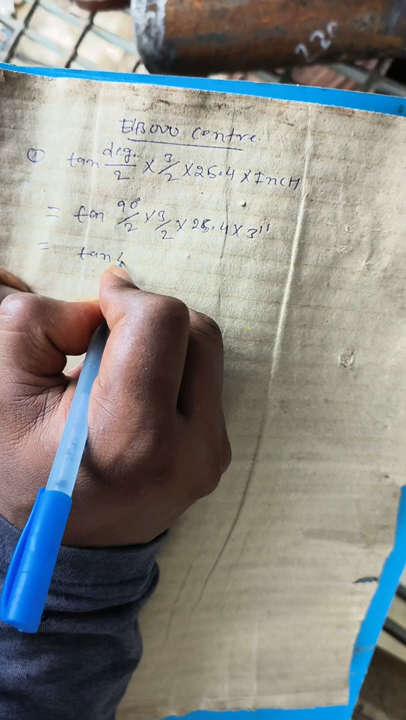 Elbow centre.
① tan deg./2 × 3/2 × 25.4 × IncH
= tan 90°/2 × 3/2 × 25.4 × 3"
= tan 4